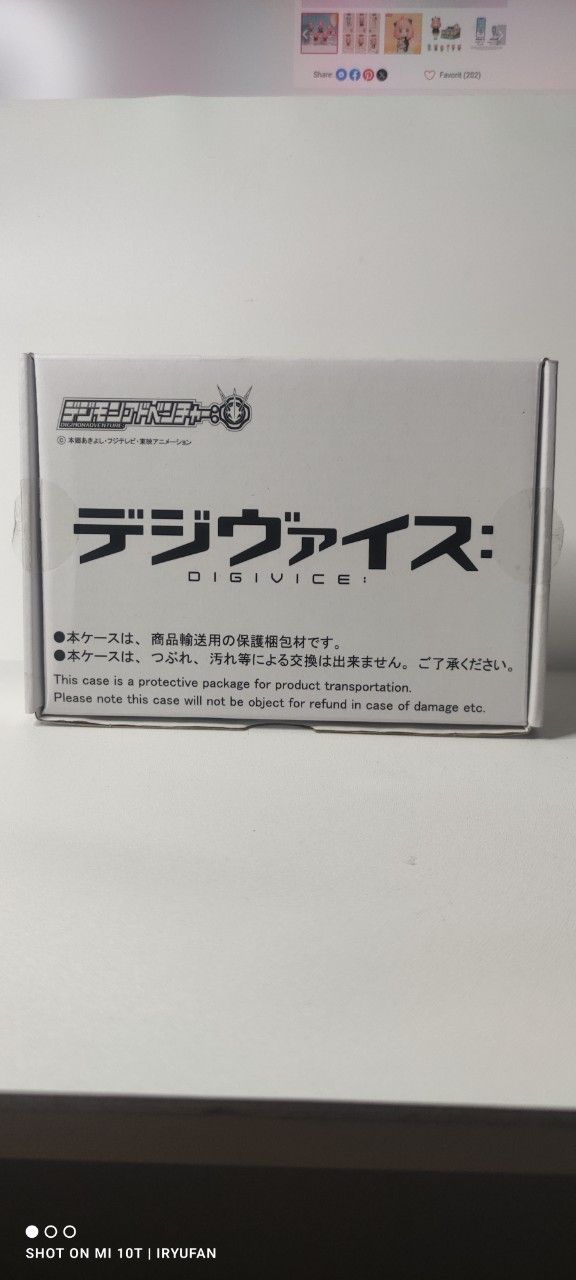 Share:
Favorit (202)
デジモンアドベンチャー:
DIGIMONADVENTURE:
©本郷あきよし・フジテレビ・東映アニメーション
デジヴァイス:
DIGIVICE:
●本ケースは、商品輸送用の保護梱包材です。
●本ケースは、つぶれ、汚れ等による交換は出来ません。ご了承ください。
This case is a protective package for product transportation.
Please note this case will not be object for refund in case of damage etc.
SHOT ON MI 10T | IRYUFAN